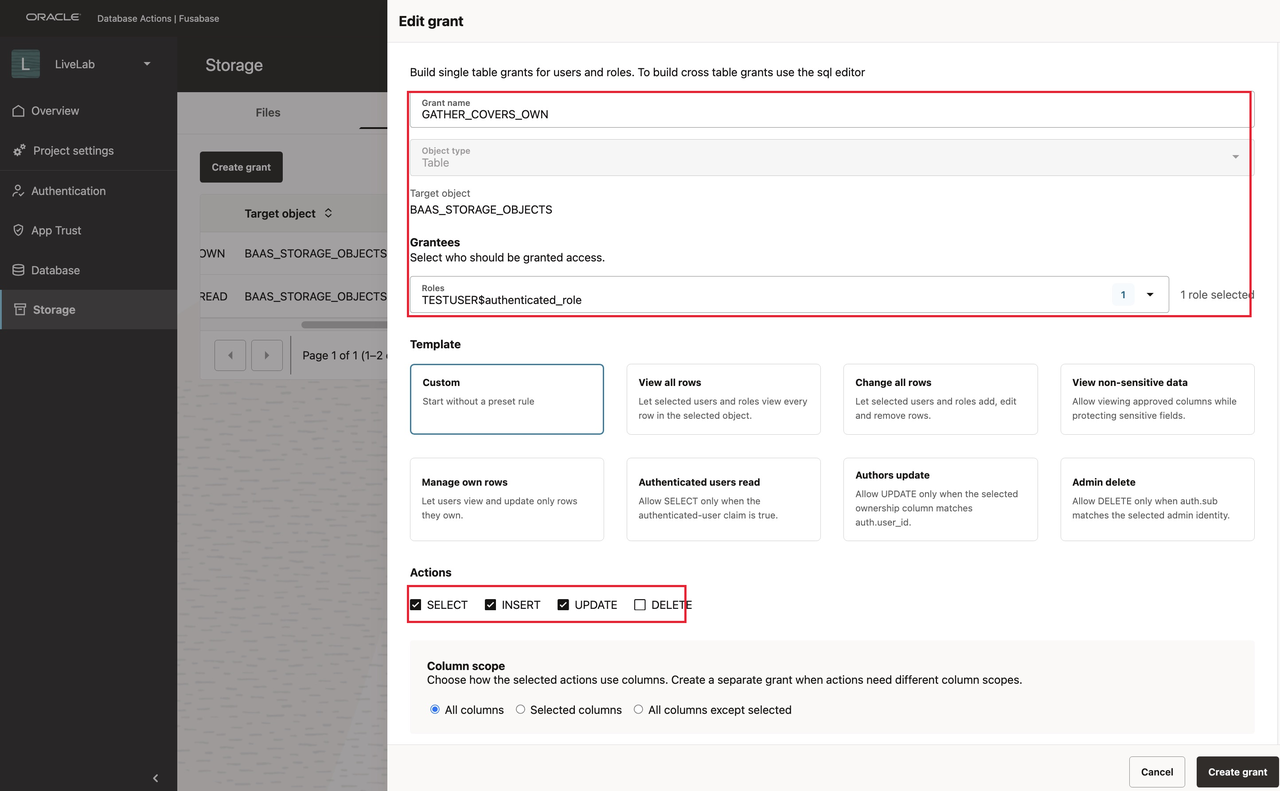 ORACLE Database Actions | Fusabase
L LiveLab
Overview
Project settings
Authentication
App Trust
Database
Storage
Storage
Files
Create grant
Target object
OWN BAAS_STORAGE_OBJECTS
READ BAAS_STORAGE_OBJECTS
Page 1 of 1 (1–2 o
Edit grant
Build single table grants for users and roles. To build cross table grants use the sql editor
Grant name
GATHER_COVERS_OWN
Object type
Table
Target object
BAAS_STORAGE_OBJECTS
Grantees
Select who should be granted access.
Roles
TESTUSER$authenticated_role
1
1 role selected
Template
Custom
Start without a preset rule
View all rows
Let selected users and roles view every
row in the selected object.
Change all rows
Let selected users and roles add, edit
and remove rows.
View non-sensitive data
Allow viewing approved columns while
protecting sensitive fields.
Manage own rows
Let users view and update only rows
they own.
Authenticated users read
Allow SELECT only when the
authenticated-user claim is true.
Authors update
Allow UPDATE only when the selected
ownership column matches
auth.user_id.
Admin delete
Allow DELETE only when auth.sub
matches the selected admin identity.
Actions
SELECT INSERT UPDATE DELETE
Column scope
Choose how the selected actions use columns. Create a separate grant when actions need different column scopes.
All columns Selected columns All columns except selected
Cancel Create grant